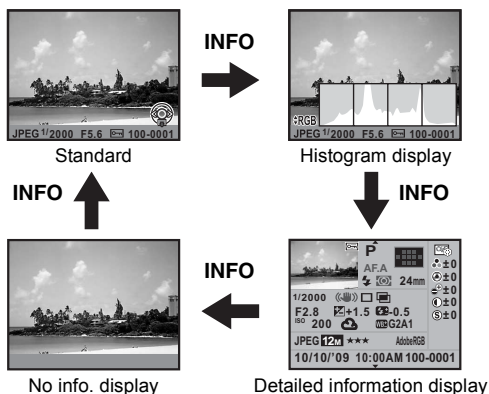 INFO
JPEG 1/2000 F5.6 100-0001
Standard
RGB
JPEG 1/2000 F5.6 100-0001
Histogram display
INFO
INFO
P
AF.A
24mm
±0
±0
±0
±0
±0
1/2000
F2.8 +1.5 -0.5
ISO 200 WB G2A1
JPEG 12M ★★★ AdobeRGB
10/10/'09 10:00AM 100-0001
Detailed information display
INFO
No info. display